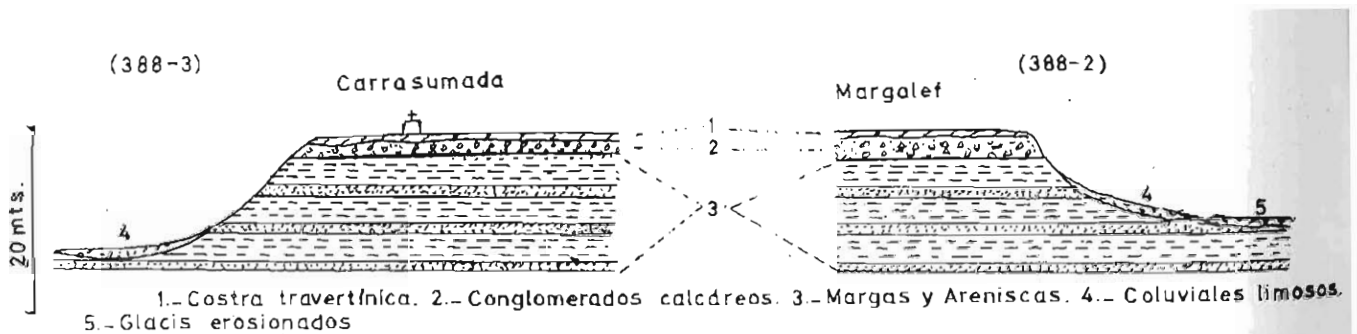 (388-3)
(388-2)
Carrasumada
Margalef
1
2
3
4
4
5
20 mts.
1.-Costra travertínica. 2.-Conglomerados calcáreos. 3.-Margas y Areniscas. 4.- Coluviales limosos.
5.-Glacis erosionados